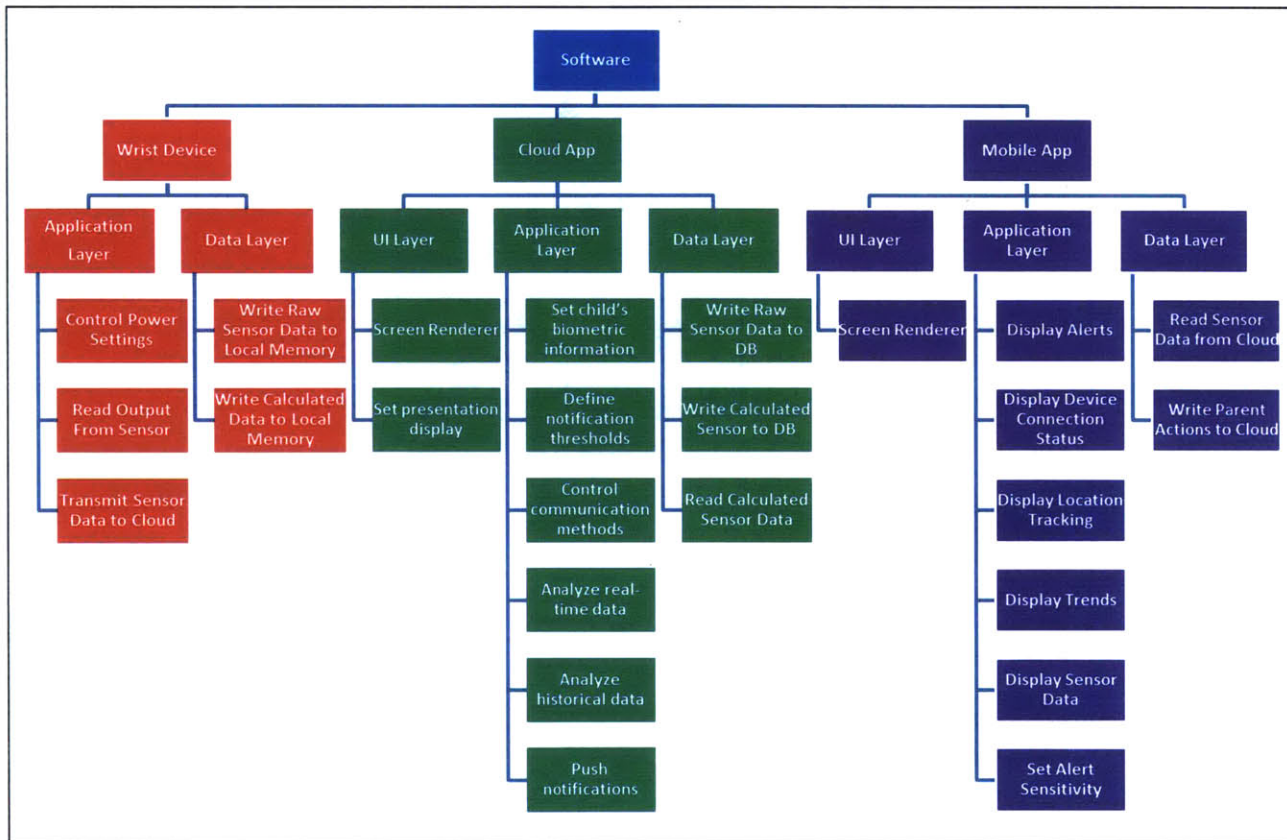 Software
Wrist Device
Cloud App
Mobile App
Application
Layer
Data Layer
UI Layer
Application
Layer
Data Layer
UI Layer
Application
Layer
Data Layer
Control Power
Settings
Read Output
From Sensor
Transmit Sensor
Data to Cloud
Write Raw
Sensor Data to
Local Memory
Write Calculated
Data to Local
Memory
Screen Renderer
Set presentation
display
Set child's
biometric
information
Define
notification
thresholds
Control
communication
methods
Analyze real-
time data
Analyze
historical data
Push
notifications
Write Raw
Sensor Data to
DB
Write Calculated
Sensor to DB
Read Calculated
Sensor Data
Screen Renderer
Display Alerts
Display Device
Connection
Status
Display Location
Tracking
Display Trends
Display Sensor
Data
Set Alert
Sensitivity
Read Sensor
Data from Cloud
Write Parent
Actions to Cloud